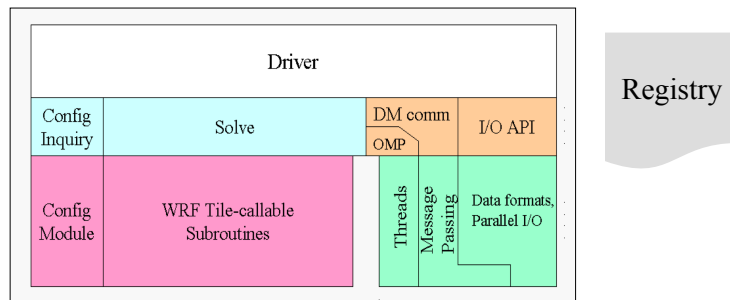 Driver
Registry
Config
Inquiry
Solve
DM comm
OMP
I/O API
Config
Module
WRF Tile-callable
Subroutines
Threads
Message
Passing
Data formats,
Parallel I/O